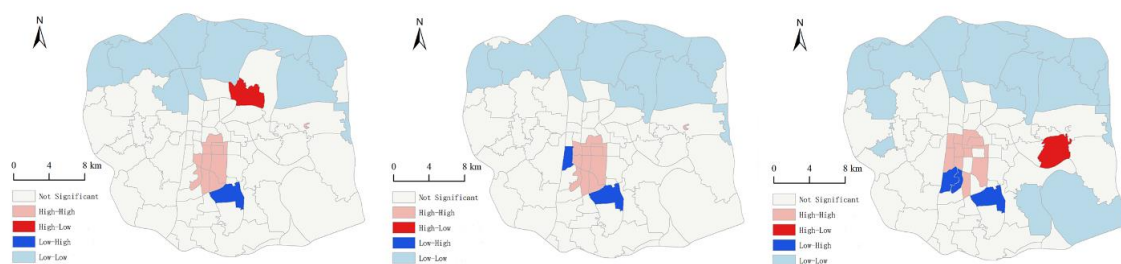 N
0 4 8 km
Not Significant
High-High
High-Low
Low-High
Low-Low
N
0 4 8 km
Not Significant
High-High
High-Low
Low-High
Low-Low
N
0 4 8 km
Not Significant
High-High
High-Low
Low-High
Low-Low